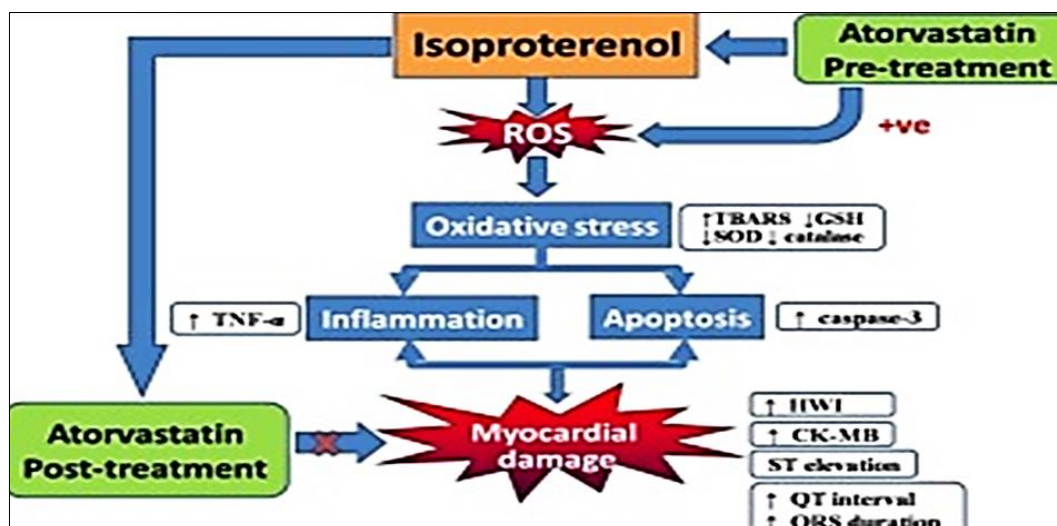 Isoproterenol
Atorvastatin
Pre-treatment
ROS
+ve
Oxidative stress
↑TBARS ↓GSH
↓SOD ↓ catalase
↑ TNF-α
Inflammation
Apoptosis
↑ caspase-3
Atorvastatin
Post-treatment
Myocardial
damage
↑ HWI
↑ CK-MB
ST elevation
↑ QT interval
↑ QRS duration